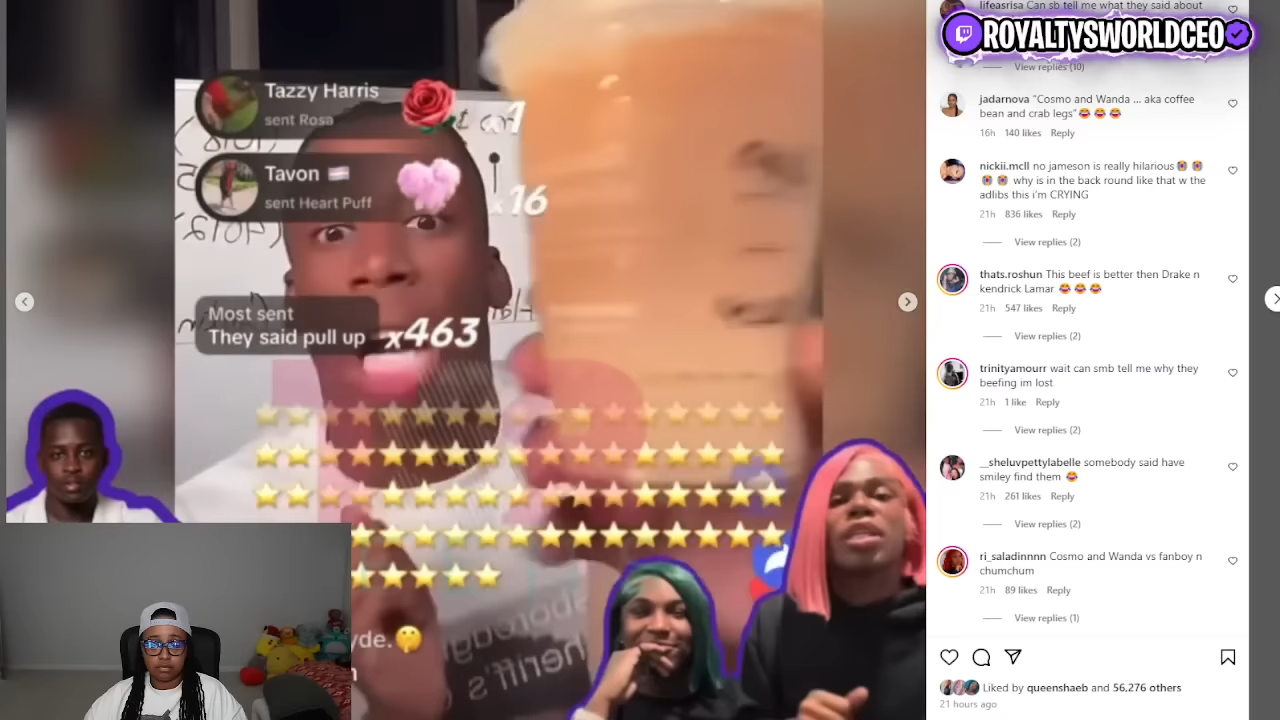 lifeasrisa Can sb tell me what they said about
ROYALTYSWORLDCEO
View replies (10)
Tazzy Harris
sent Rosa
x1
Tavon
sent Heart Puff
x16
Most sent
They said pull up x463
yde.
jadarnova "Cosmo and Wanda ... aka coffee
bean and crab legs"
16h 140 likes Reply
nickii.mcll no jameson is really hilarious
why is in the back round like that w the
adlibs this i'm CRYING
21h 836 likes Reply
View replies (2)
thats.roshun This beef is better then Drake n
kendrick Lamar
21h 547 likes Reply
View replies (2)
trinityamourr wait can smb tell me why they
beefing im lost
21h 1 like Reply
View replies (2)
__sheluvpettylabelle somebody said have
smiley find them
21h 261 likes Reply
View replies (2)
ri_saladinnnn Cosmo and Wanda vs fanboy n
chumchum
21h 89 likes Reply
View replies (1)
Liked by queenshaeb and 56,276 others
21 hours ago